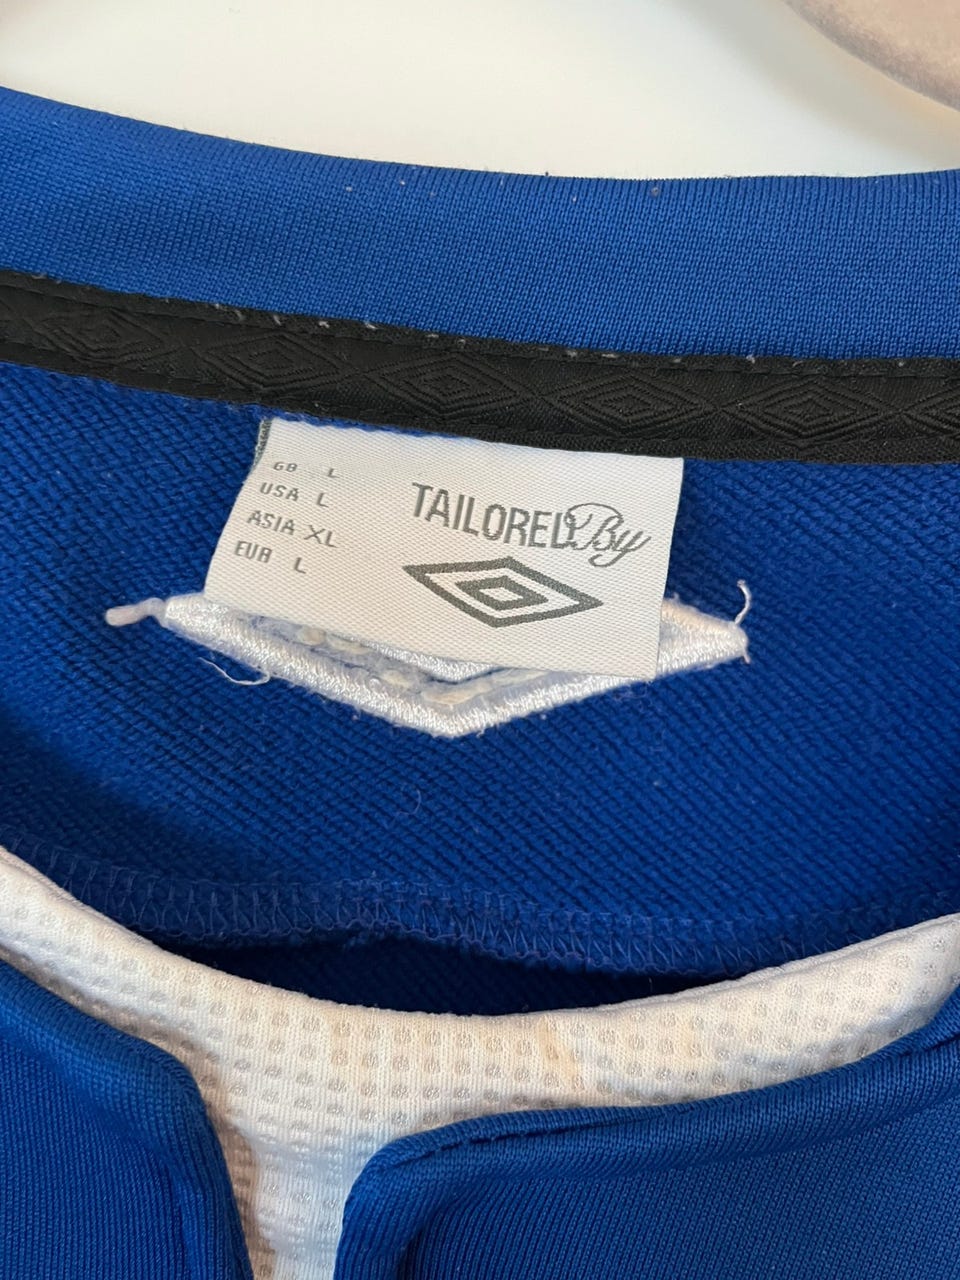 GB L
USA L
ASIA XL
EUR L
TAILORED By